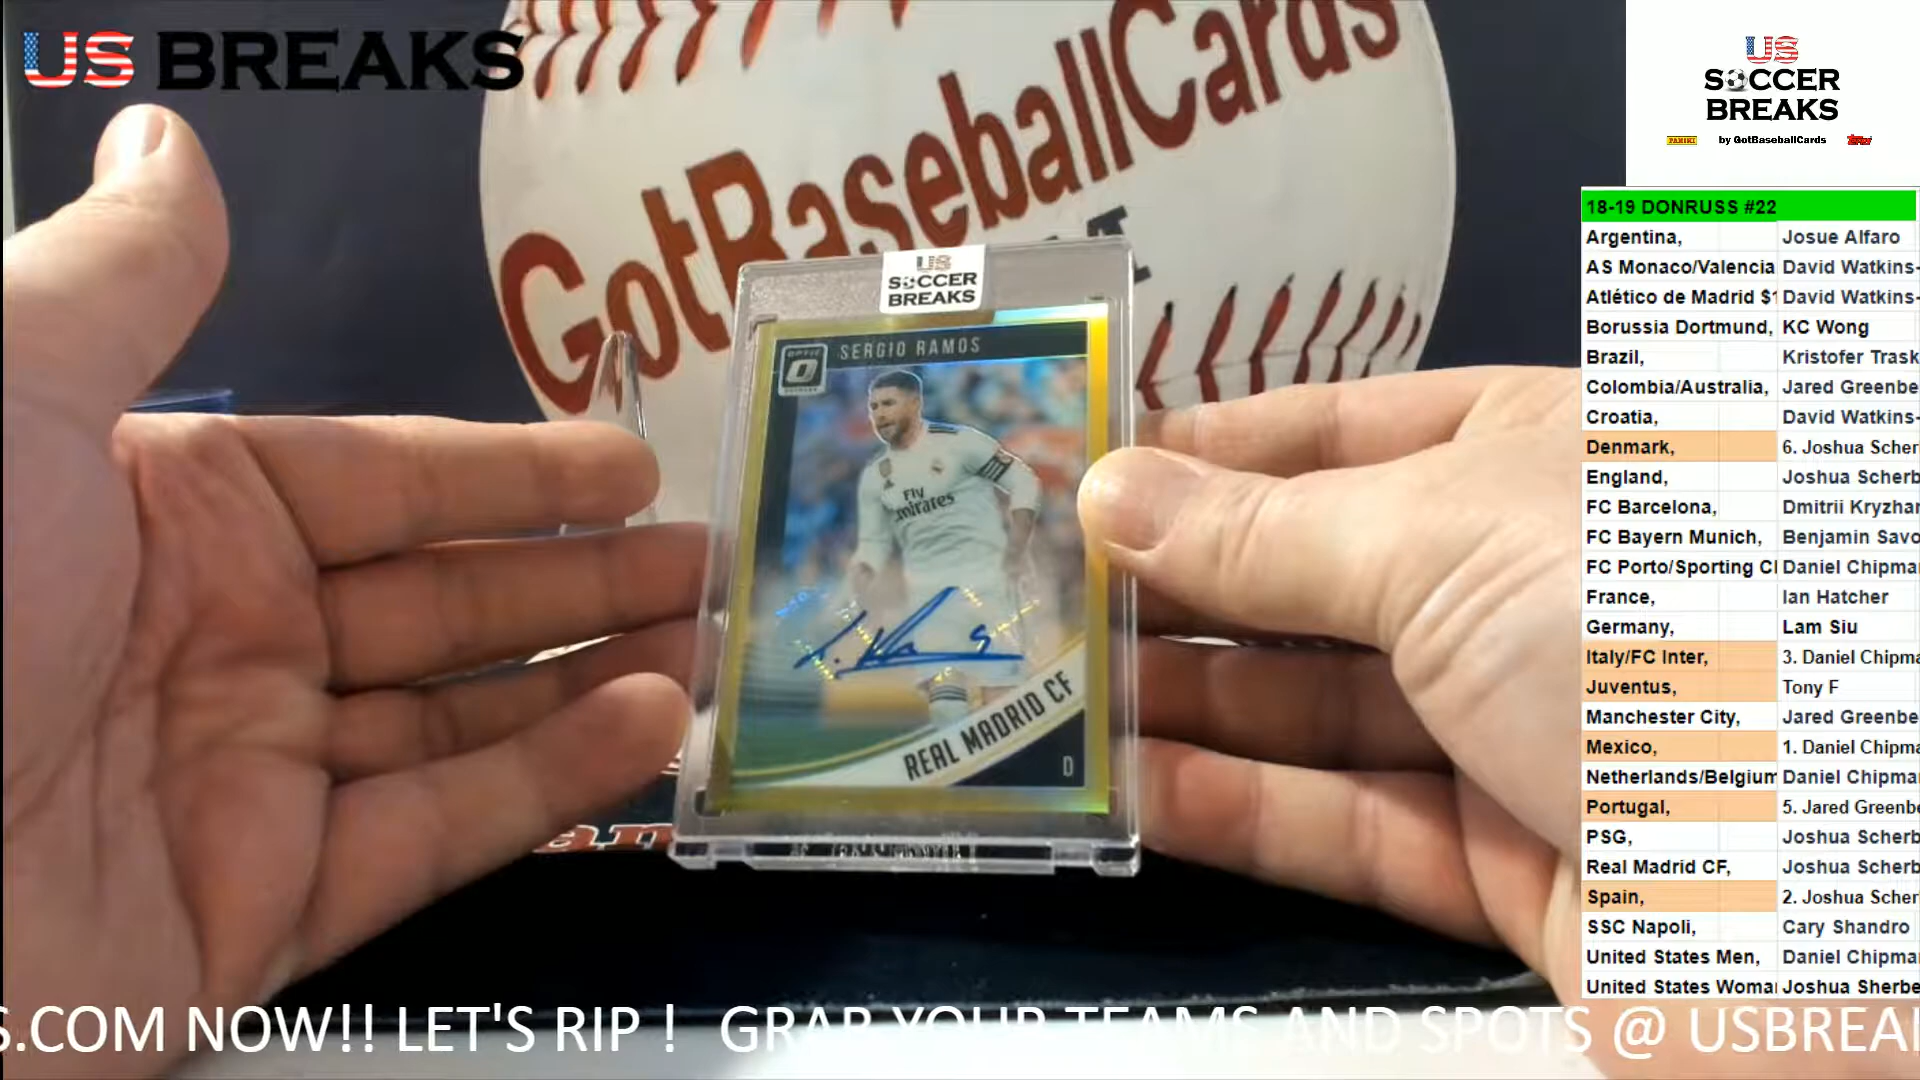 US BREAKS
GotBaseballCards
US
SOCCER
BREAKS
PANINI by GotBaseballCards Topps
US
SOCCER
BREAKS
OPTIC
SERGIO RAMOS
Fly
Emirates
REAL MADRID CF
D
18-19 DONRUSS #22
Argentina, Josue Alfaro
AS Monaco/Valencia David Watkins-
Atlético de Madrid $1 David Watkins-
Borussia Dortmund, KC Wong
Brazil, Kristofer Trask
Colombia/Australia, Jared Greenbe
Croatia, David Watkins-
Denmark, 6. Joshua Scher
England, Joshua Scherb
FC Barcelona, Dmitrii Kryzhan
FC Bayern Munich, Benjamin Savo
FC Porto/Sporting Cl Daniel Chipma
France, Ian Hatcher
Germany, Lam Siu
Italy/FC Inter, 3. Daniel Chipma
Juventus, Tony F
Manchester City, Jared Greenbe
Mexico, 1. Daniel Chipma
Netherlands/Belgium Daniel Chipma
Portugal, 5. Jared Greenbe
PSG, Joshua Scherb
Real Madrid CF, Joshua Scherb
Spain, 2. Joshua Scher
SSC Napoli, Cary Shandro
United States Men, Daniel Chipma
United States Woma Joshua Sherbe
S.COM NOW!! LET'S RIP ! GRAB YOUR TEAMS AND SPOTS @ USBREA